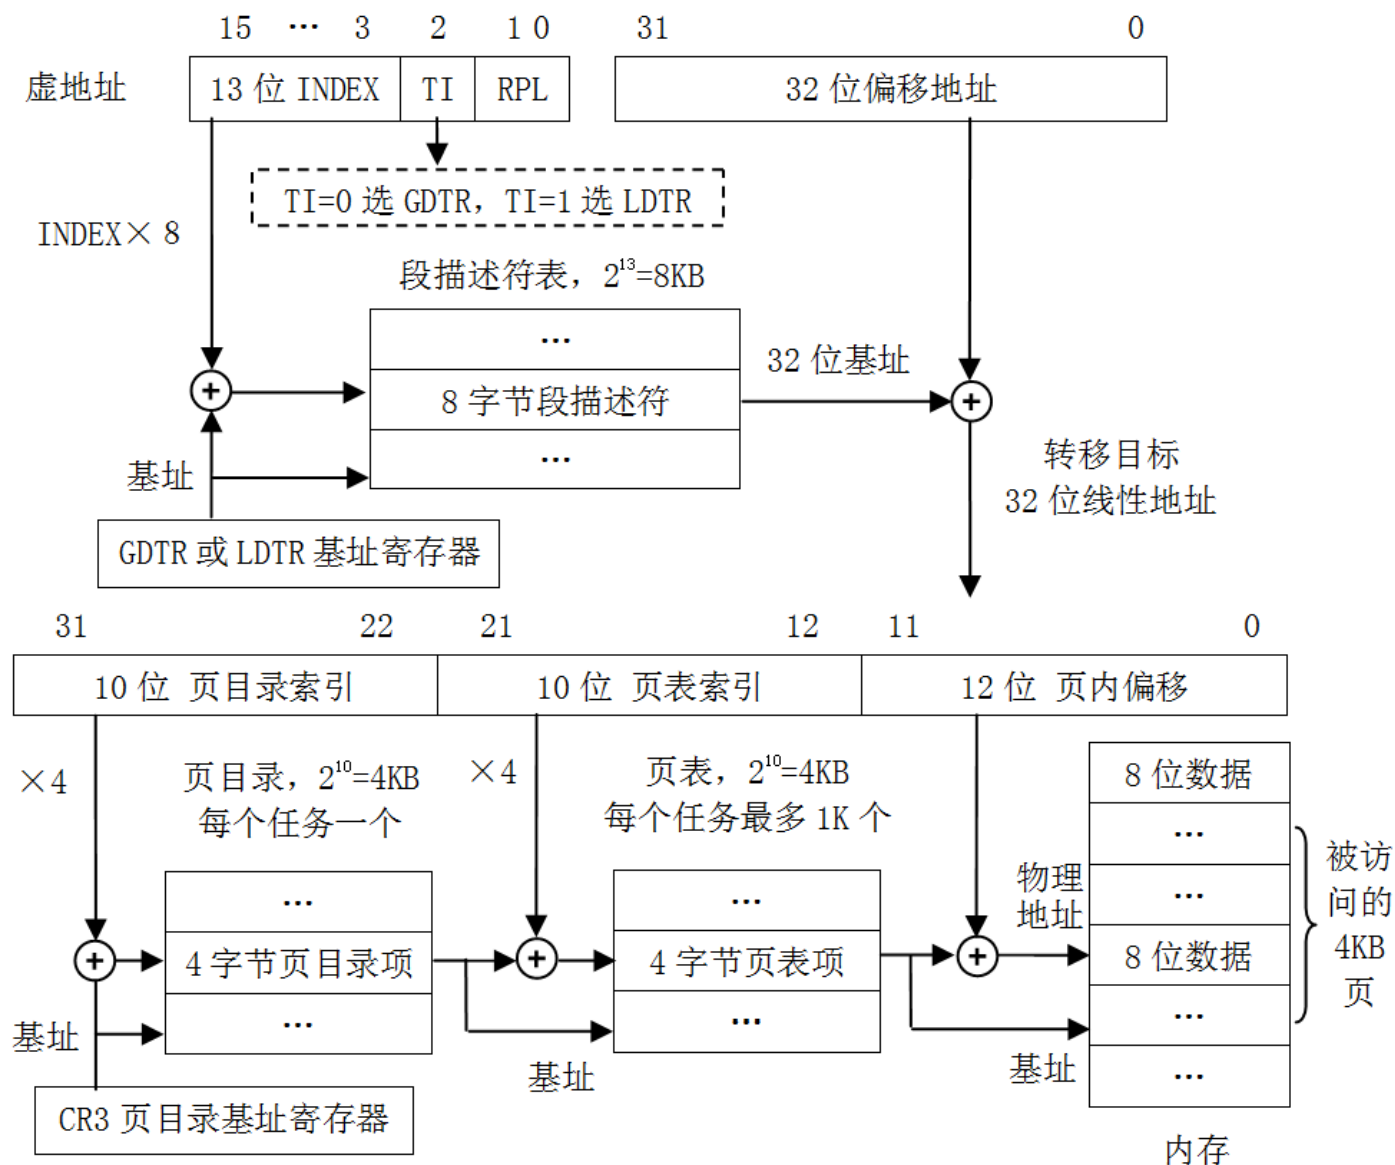 15 … 3 2 1 0 31 0
虚地址 13 位 INDEX TI RPL 32 位偏移地址
TI=0 选 GDTR，TI=1 选 LDTR
INDEX×８
段描述符表，2¹³=8KB
…
32 位基址
+ 8 字节段描述符 +
…
基址
转移目标
32 位线性地址
GDTR 或 LDTR 基址寄存器
31 22 21 12 11 0
10 位 页目录索引 10 位 页表索引 12 位 页内偏移
×4
页目录，2¹⁰=4KB
每个任务一个
×4
页表，2¹⁰=4KB
每个任务最多 1K 个
8 位数据
…
…
8 位数据
…
…
被访
问的
4KB
页
物理
地址
…
+ 4 字节页目录项
…
…
+ 4 字节页表项
…
+
基址
基址
基址
CR3 页目录基址寄存器
内存